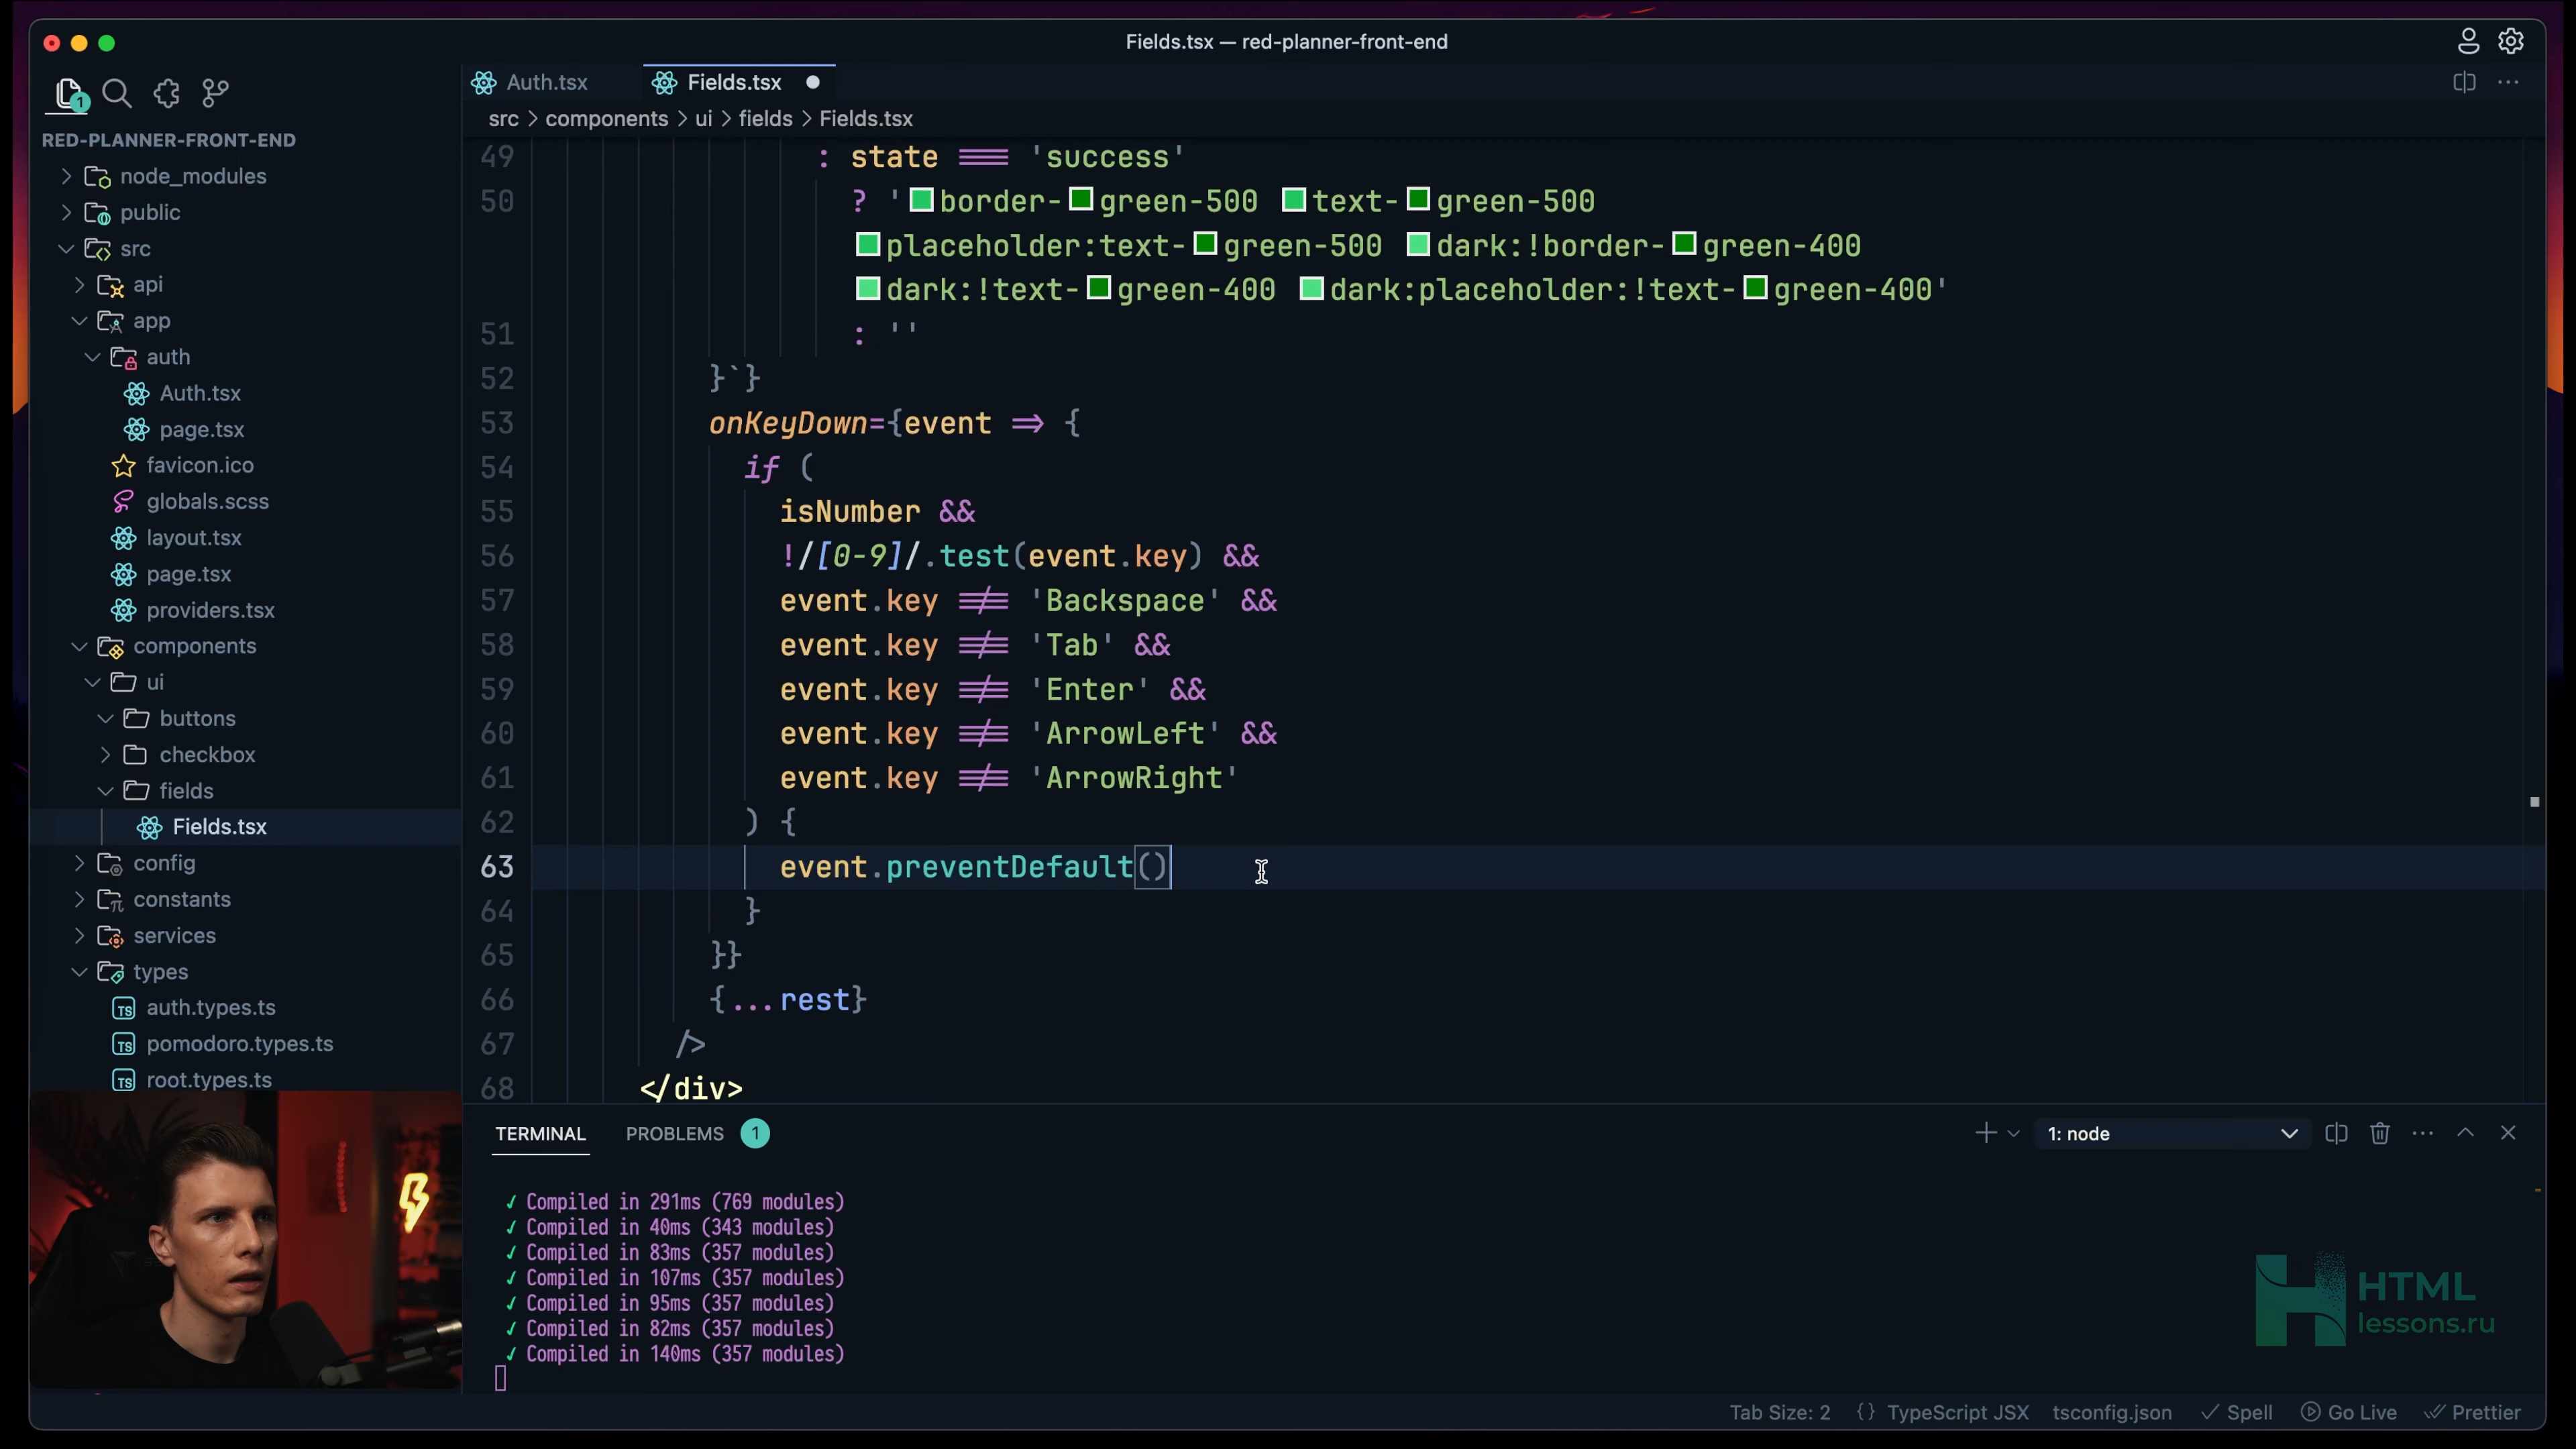 Fields.tsx — red-planner-front-end
1
Auth.tsx
Fields.tsx
src > components > ui > fields > Fields.tsx
RED-PLANNER-FRONT-END
node_modules
public
src
api
app
auth
Auth.tsx
page.tsx
favicon.ico
globals.scss
layout.tsx
page.tsx
providers.tsx
components
ui
buttons
checkbox
fields
Fields.tsx
config
constants
services
types
auth.types.ts
pomodoro.types.ts
root.types.ts
49 : state === 'success'
50 ? 'border-green-500 text-green-500
placeholder:text-green-500 dark:!border-green-400
dark:!text-green-400 dark:placeholder:!text-green-400'
51 : ''
52 }`}
53 onKeyDown={event => {
54 if (
55 isNumber &&
56 !/[0-9]/.test(event.key) &&
57 event.key !== 'Backspace' &&
58 event.key !== 'Tab' &&
59 event.key !== 'Enter' &&
60 event.key !== 'ArrowLeft' &&
61 event.key !== 'ArrowRight'
62 ) {
63 event.preventDefault()
64 }
65 }}
66 {...rest}
67 />
68 </div>
TERMINAL PROBLEMS 1
1: node
✓ Compiled in 291ms (769 modules)
✓ Compiled in 40ms (343 modules)
✓ Compiled in 83ms (357 modules)
✓ Compiled in 107ms (357 modules)
✓ Compiled in 95ms (357 modules)
✓ Compiled in 82ms (357 modules)
✓ Compiled in 140ms (357 modules)
HTML
lessons.ru
Tab Size: 2 {} TypeScript JSX tsconfig.json ✓ Spell Go Live Prettier